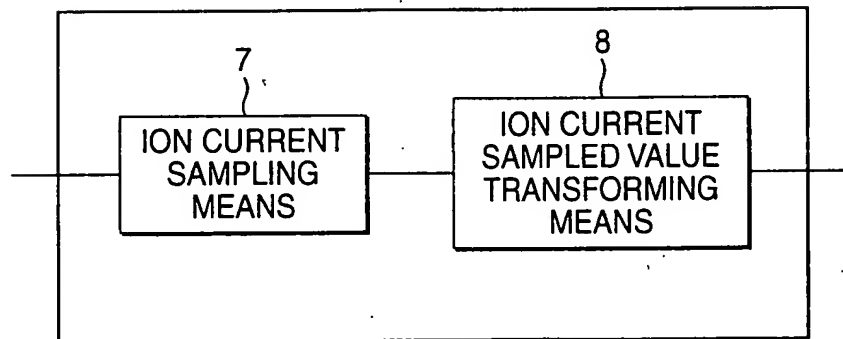 7
8
ION CURRENT
SAMPLING
MEANS
ION CURRENT
SAMPLED VALUE
TRANSFORMING
MEANS